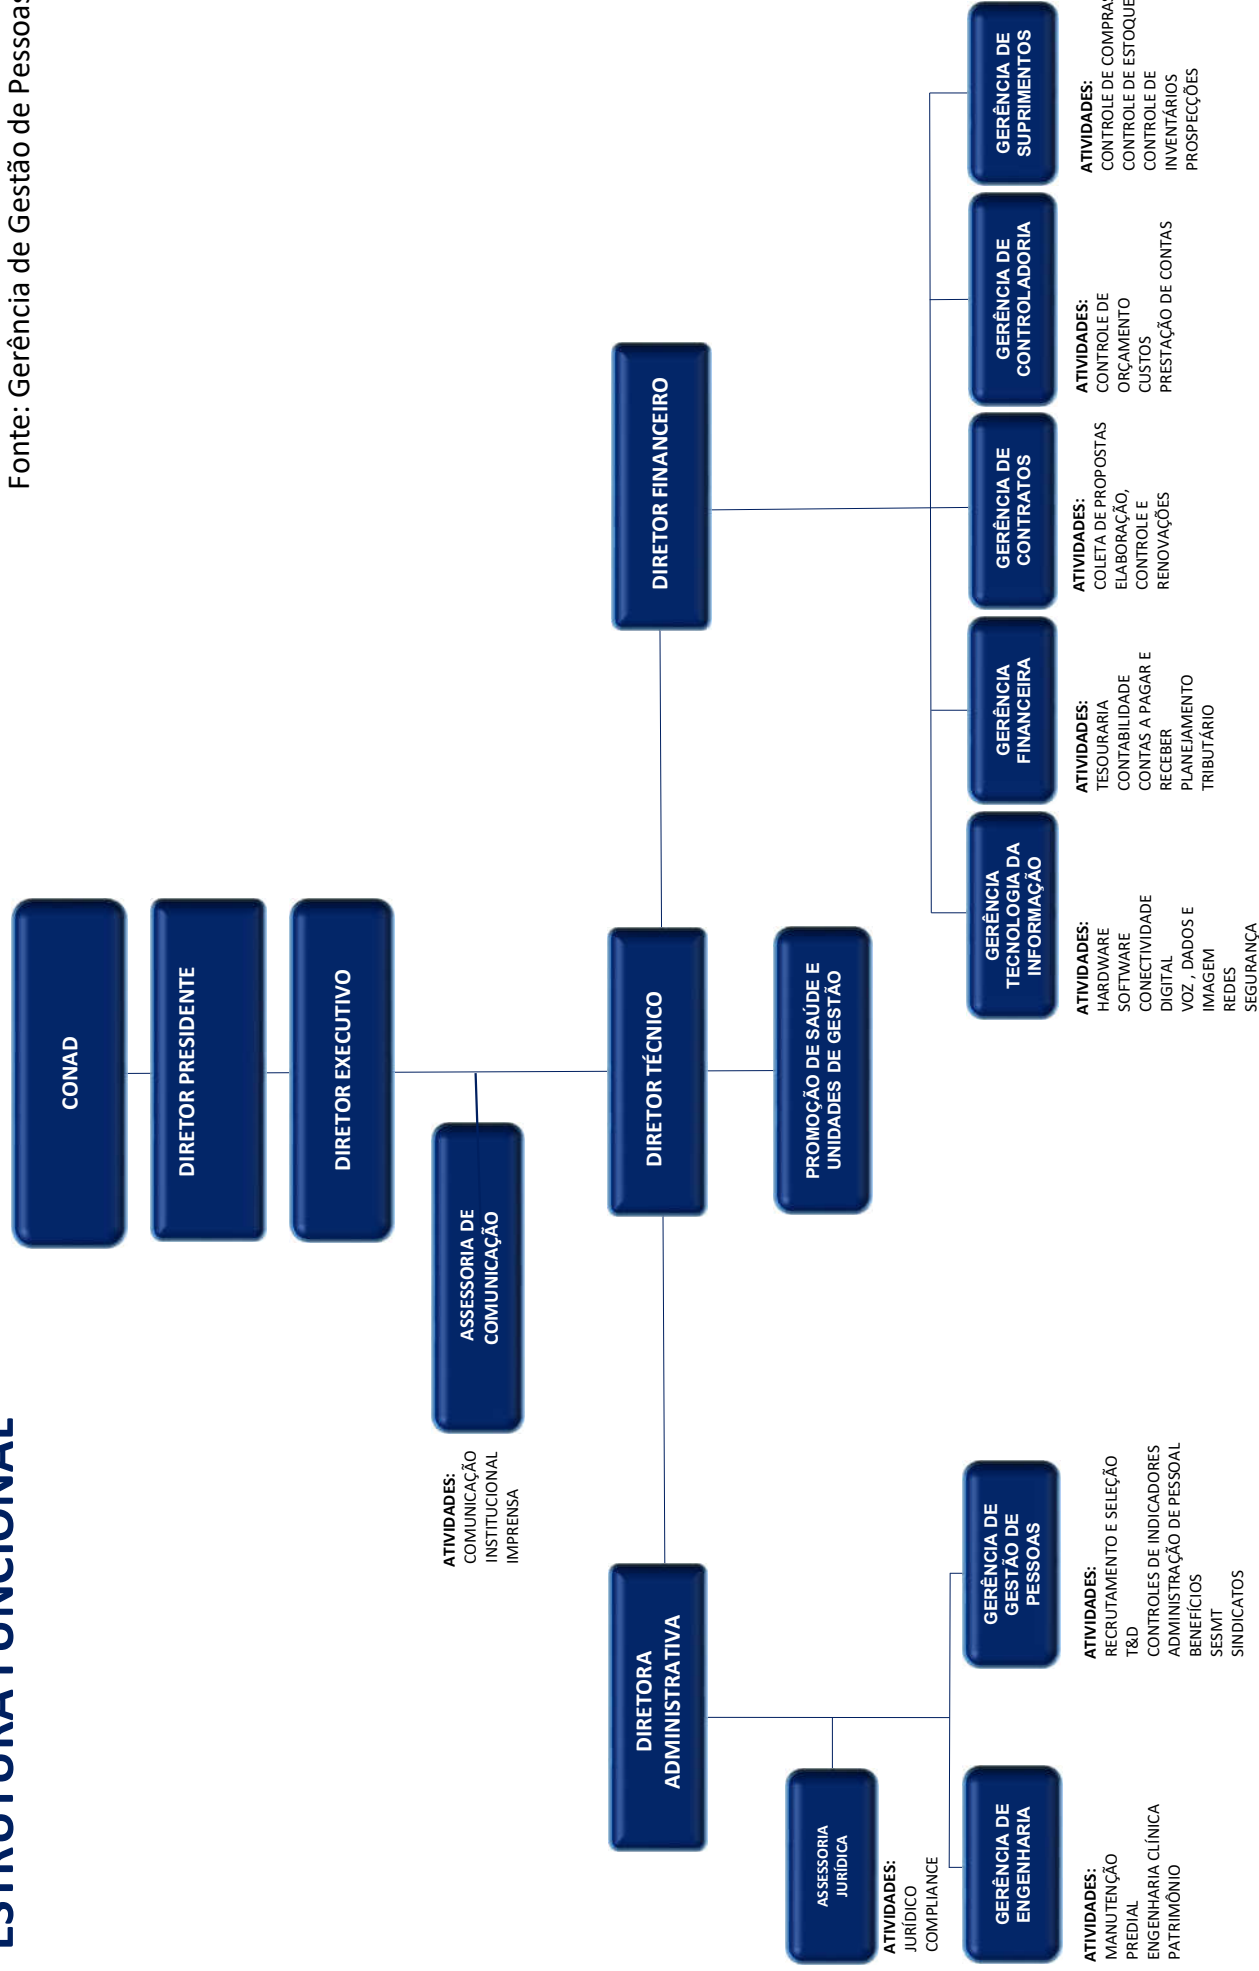 ESTRUTURA FUNCIONAL
Fonte: Gerência de Gestão de Pessoas
CONAD
DIRETOR PRESIDENTE
DIRETOR EXECUTIVO
ASSESSORIA DE
COMUNICAÇÃO
ATIVIDADES:
COMUNICAÇÃO
INSTITUCIONAL
IMPRENSA
DIRETORA
ADMINISTRATIVA
DIRETOR TÉCNICO
DIRETOR FINANCEIRO
ASSESSORIA
JURÍDICA
ATIVIDADES:
JURÍDICO
COMPLIANCE
PROMOÇÃO DE SAÚDE E
UNIDADES DE GESTÃO
GERÊNCIA DE
ENGENHARIA
ATIVIDADES:
MANUTENÇÃO
PREDIAL
ENGENHARIA CLÍNICA
PATRIMÔNIO
GERÊNCIA DE
GESTÃO DE
PESSOAS
ATIVIDADES:
RECRUTAMENTO E SELEÇÃO
T&D
CONTROLES DE INDICADORES
ADMINISTRAÇÃO DE PESSOAL
BENEFÍCIOS
SESMT
SINDICATOS
GERÊNCIA
TECNOLOGIA DA
INFORMAÇÃO
ATIVIDADES:
HARDWARE
SOFTWARE
CONECTIVIDADE
DIGITAL
VOZ , DADOS E
IMAGEM
REDES
SEGURANÇA
GERÊNCIA
FINANCEIRA
ATIVIDADES:
TESOURARIA
CONTABILIDADE
CONTAS A PAGAR E
RECEBER
PLANEJAMENTO
TRIBUTÁRIO
GERÊNCIA DE
CONTRATOS
ATIVIDADES:
COLETA DE PROPOSTAS
ELABORAÇÃO,
CONTROLE E
RENOVAÇÕES
GERÊNCIA DE
CONTROLADORIA
ATIVIDADES:
CONTROLE DE
ORÇAMENTO
CUSTOS
PRESTAÇÃO DE CONTAS
GERÊNCIA DE
SUPRIMENTOS
ATIVIDADES:
CONTROLE DE COMPRAS
CONTROLE DE ESTOQUE
CONTROLE DE
INVENTÁRIOS
PROSPECÇÕES